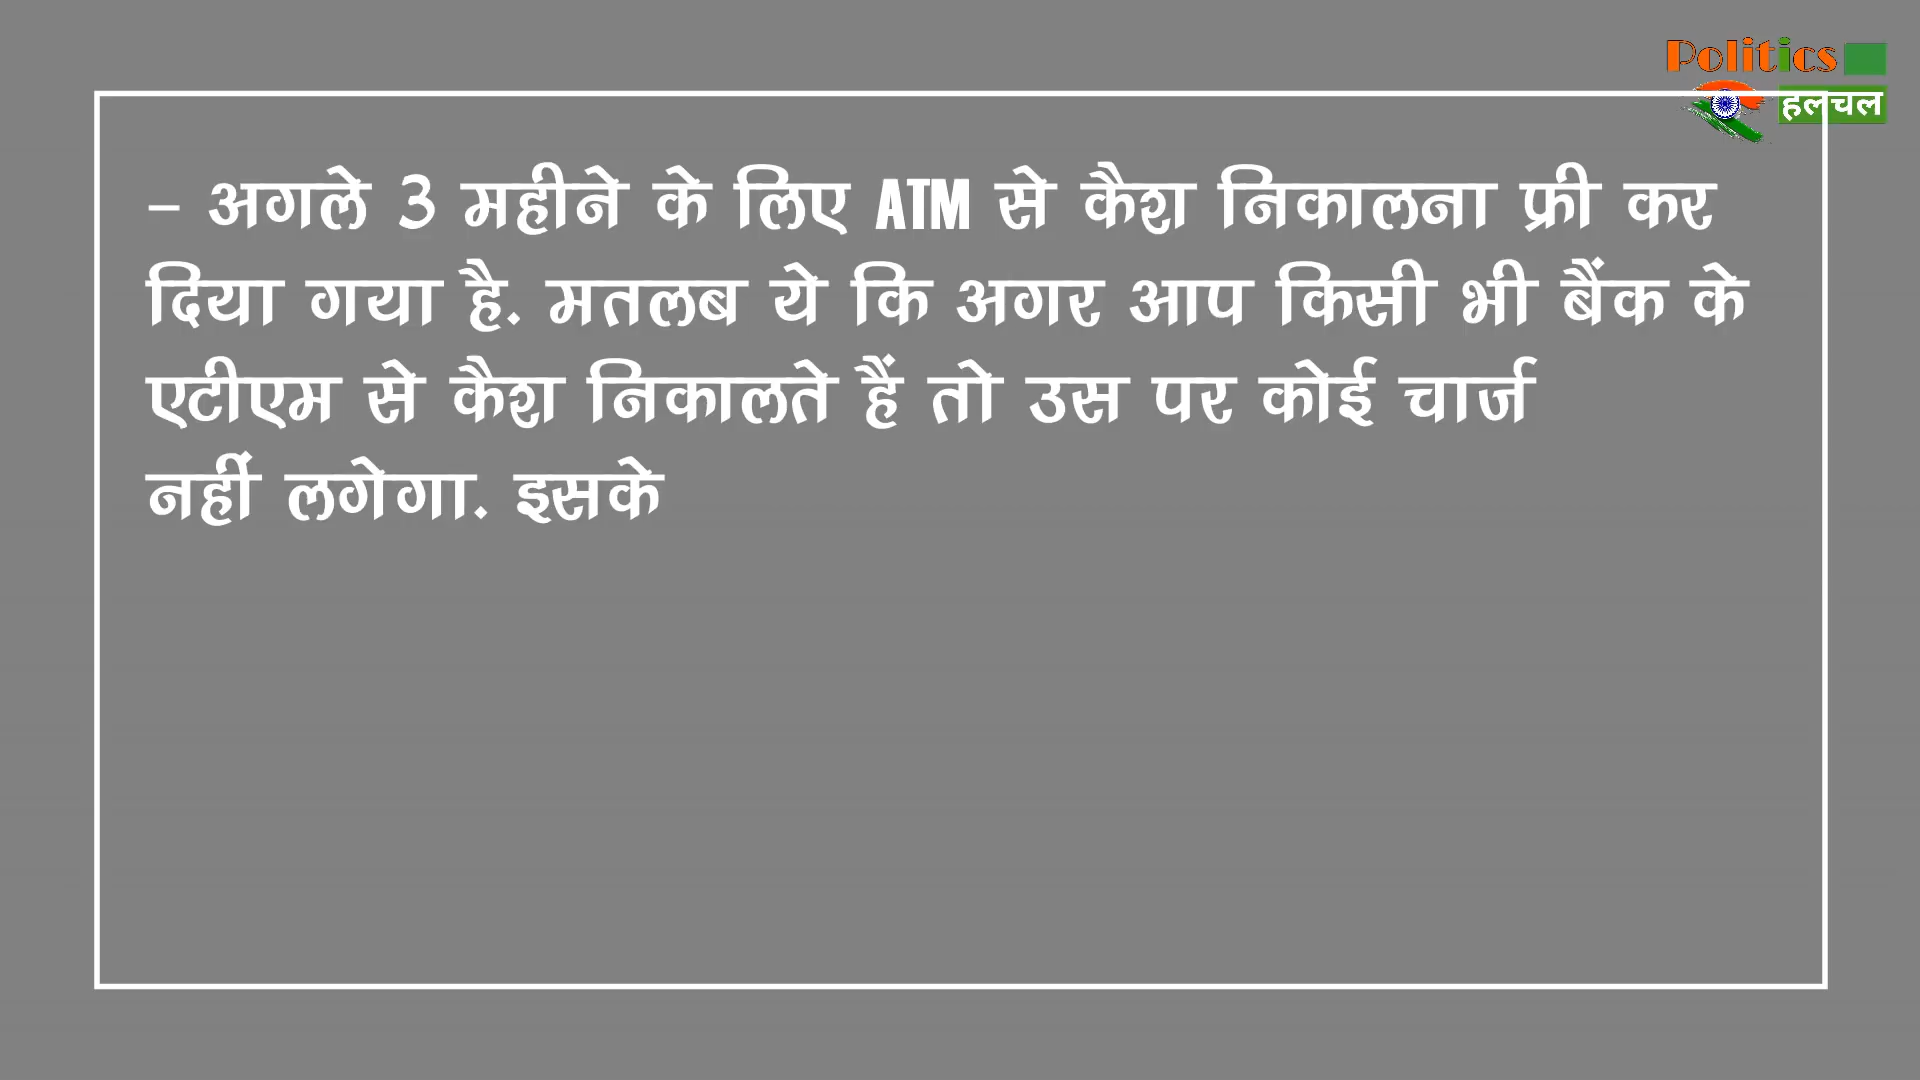 Politics
हलचल
- अगले 3 महीने के लिए ATM से कैश निकालना फ्री कर
दिया गया है. मतलब ये कि अगर आप किसी भी बैंक के
एटीएम से कैश निकालते हैं तो उस पर कोई चार्ज
नहीं लगेगा. इसके